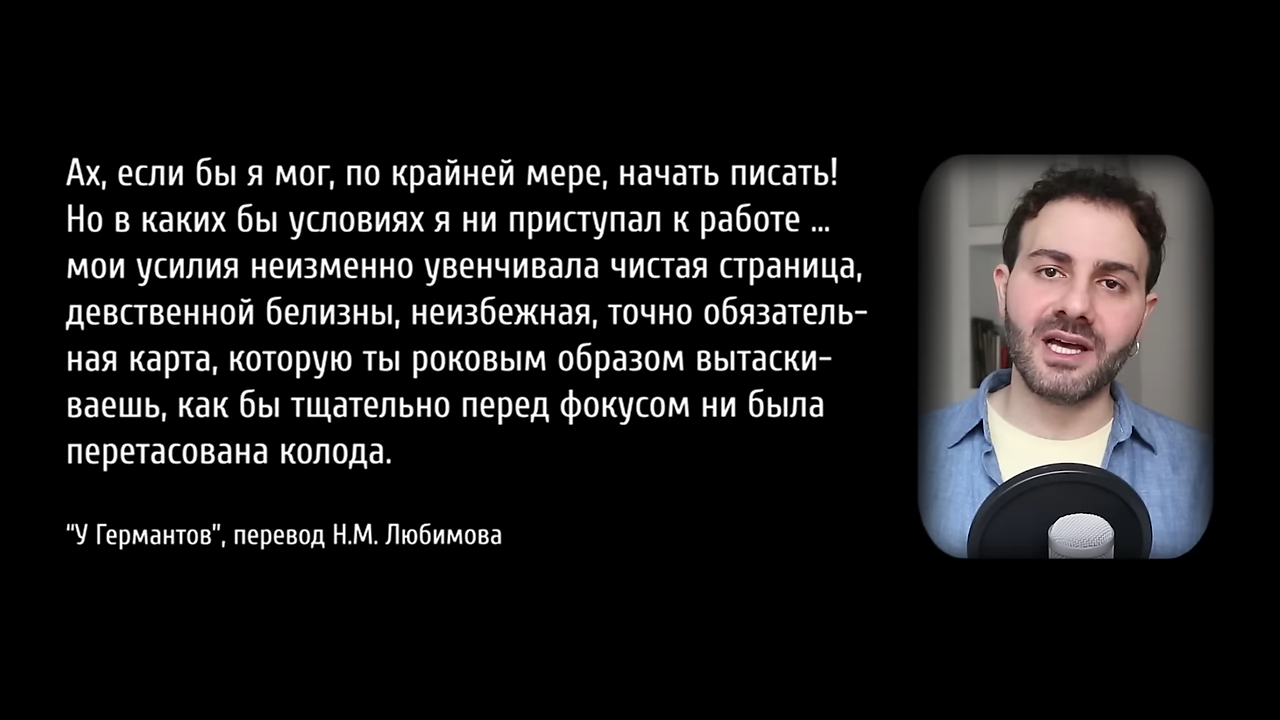 Ах, если бы я мог, по крайней мере, начать писать!
Но в каких бы условиях я ни приступал к работе ...
мои усилия неизменно увенчивала чистая страница,
девственной белизны, неизбежная, точно обязатель-
ная карта, которую ты роковым образом вытаски-
ваешь, как бы тщательно перед фокусом ни была
перетасована колода.
“У Германтов”, перевод Н.М. Любимова